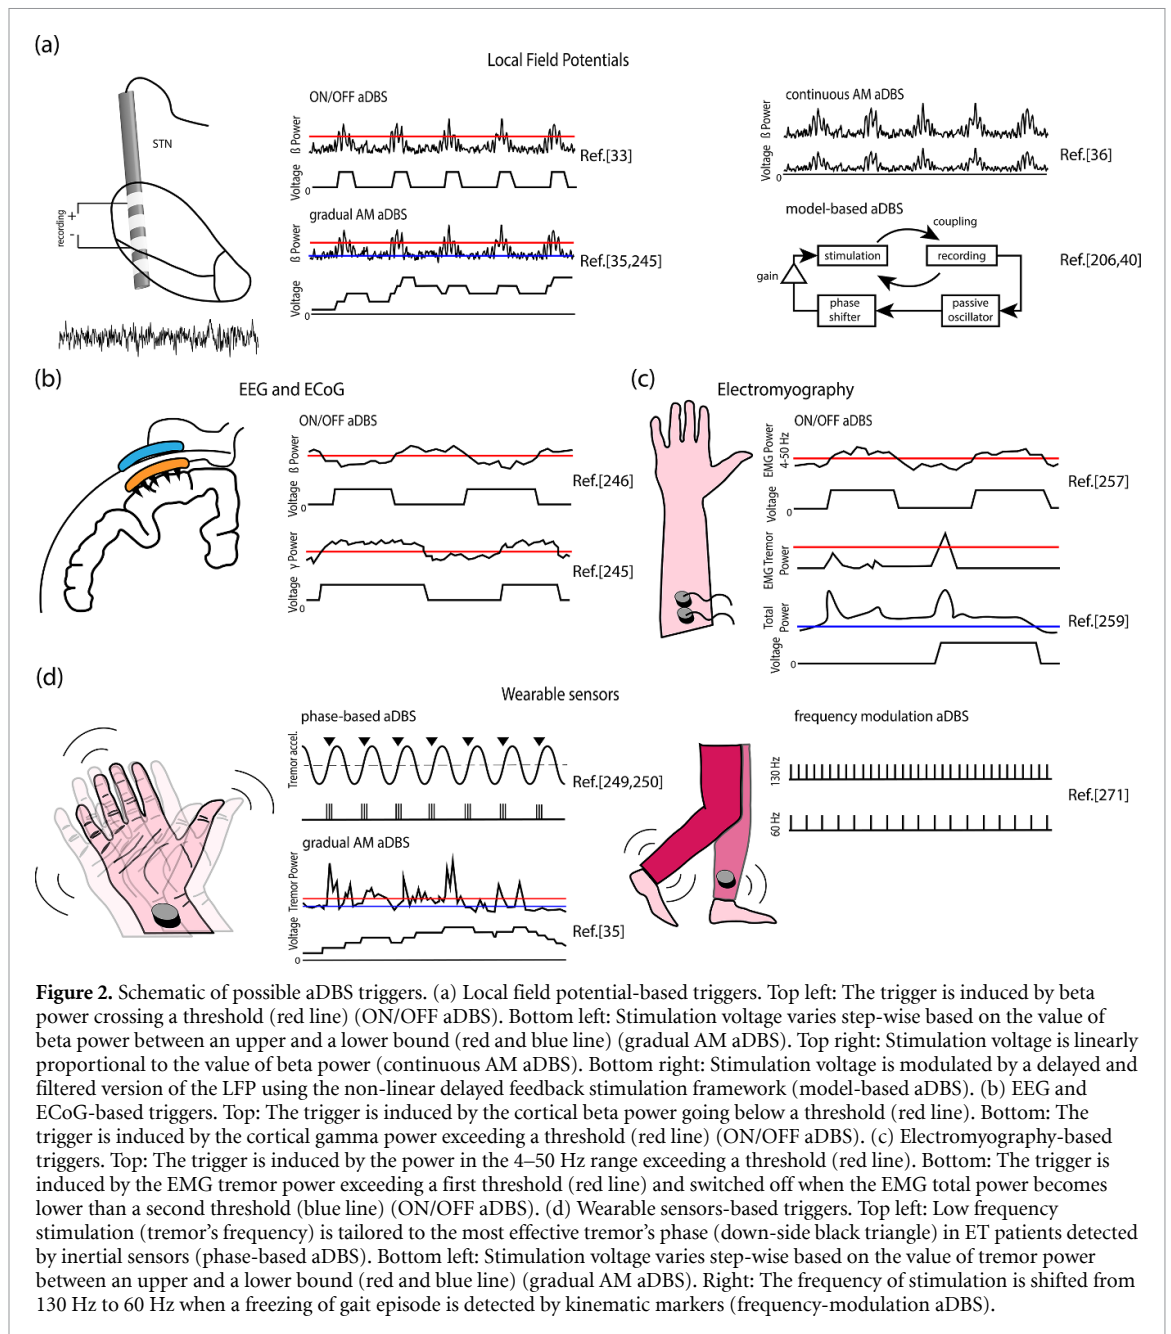 (a)
Local Field Potentials
STN
recording
+
-
ON/OFF aDBS
ß Power
Voltage
0
Ref.[33]
gradual AM aDBS
ß Power
Voltage
0
Ref.[35,245]
continuous AM aDBS
ß Power
Voltage
0
Ref.[36]
model-based aDBS
coupling
stimulation
recording
gain
phase
shifter
passive
oscillator
Ref.[206,40]
(b)
EEG and ECoG
ON/OFF aDBS
ß Power
Voltage
0
Ref.[246]
γ Power
Voltage
0
Ref.[245]
(c)
Electromyography
ON/OFF aDBS
EMG Power
4-50 Hz
Voltage
0
Ref.[257]
EMG Tremor
Power
Total
Power
Voltage
0
Ref.[259]
(d)
Wearable sensors
phase-based aDBS
Tremor accel.
Ref.[249,250]
gradual AM aDBS
Tremor Power
Voltage
0
Ref.[35]
frequency modulation aDBS
130 Hz
60 Hz
Ref.[271]
Figure 2. Schematic of possible aDBS triggers. (a) Local field potential-based triggers. Top left: The trigger is induced by beta
power crossing a threshold (red line) (ON/OFF aDBS). Bottom left: Stimulation voltage varies step-wise based on the value of
beta power between an upper and a lower bound (red and blue line) (gradual AM aDBS). Top right: Stimulation voltage is linearly
proportional to the value of beta power (continuous AM aDBS). Bottom right: Stimulation voltage is modulated by a delayed and
filtered version of the LFP using the non-linear delayed feedback stimulation framework (model-based aDBS). (b) EEG and
ECoG-based triggers. Top: The trigger is induced by the cortical beta power going below a threshold (red line). Bottom: The
trigger is induced by the cortical gamma power exceeding a threshold (red line) (ON/OFF aDBS). (c) Electromyography-based
triggers. Top: The trigger is induced by the power in the 4–50 Hz range exceeding a threshold (red line). Bottom: The trigger is
induced by the EMG tremor power exceeding a first threshold (red line) and switched off when the EMG total power becomes
lower than a second threshold (blue line) (ON/OFF aDBS). (d) Wearable sensors-based triggers. Top left: Low frequency
stimulation (tremor's frequency) is tailored to the most effective tremor's phase (down-side black triangle) in ET patients detected
by inertial sensors (phase-based aDBS). Bottom left: Stimulation voltage varies step-wise based on the value of tremor power
between an upper and a lower bound (red and blue line) (gradual AM aDBS). Right: The frequency of stimulation is shifted from
130 Hz to 60 Hz when a freezing of gait episode is detected by kinematic markers (frequency-modulation aDBS).